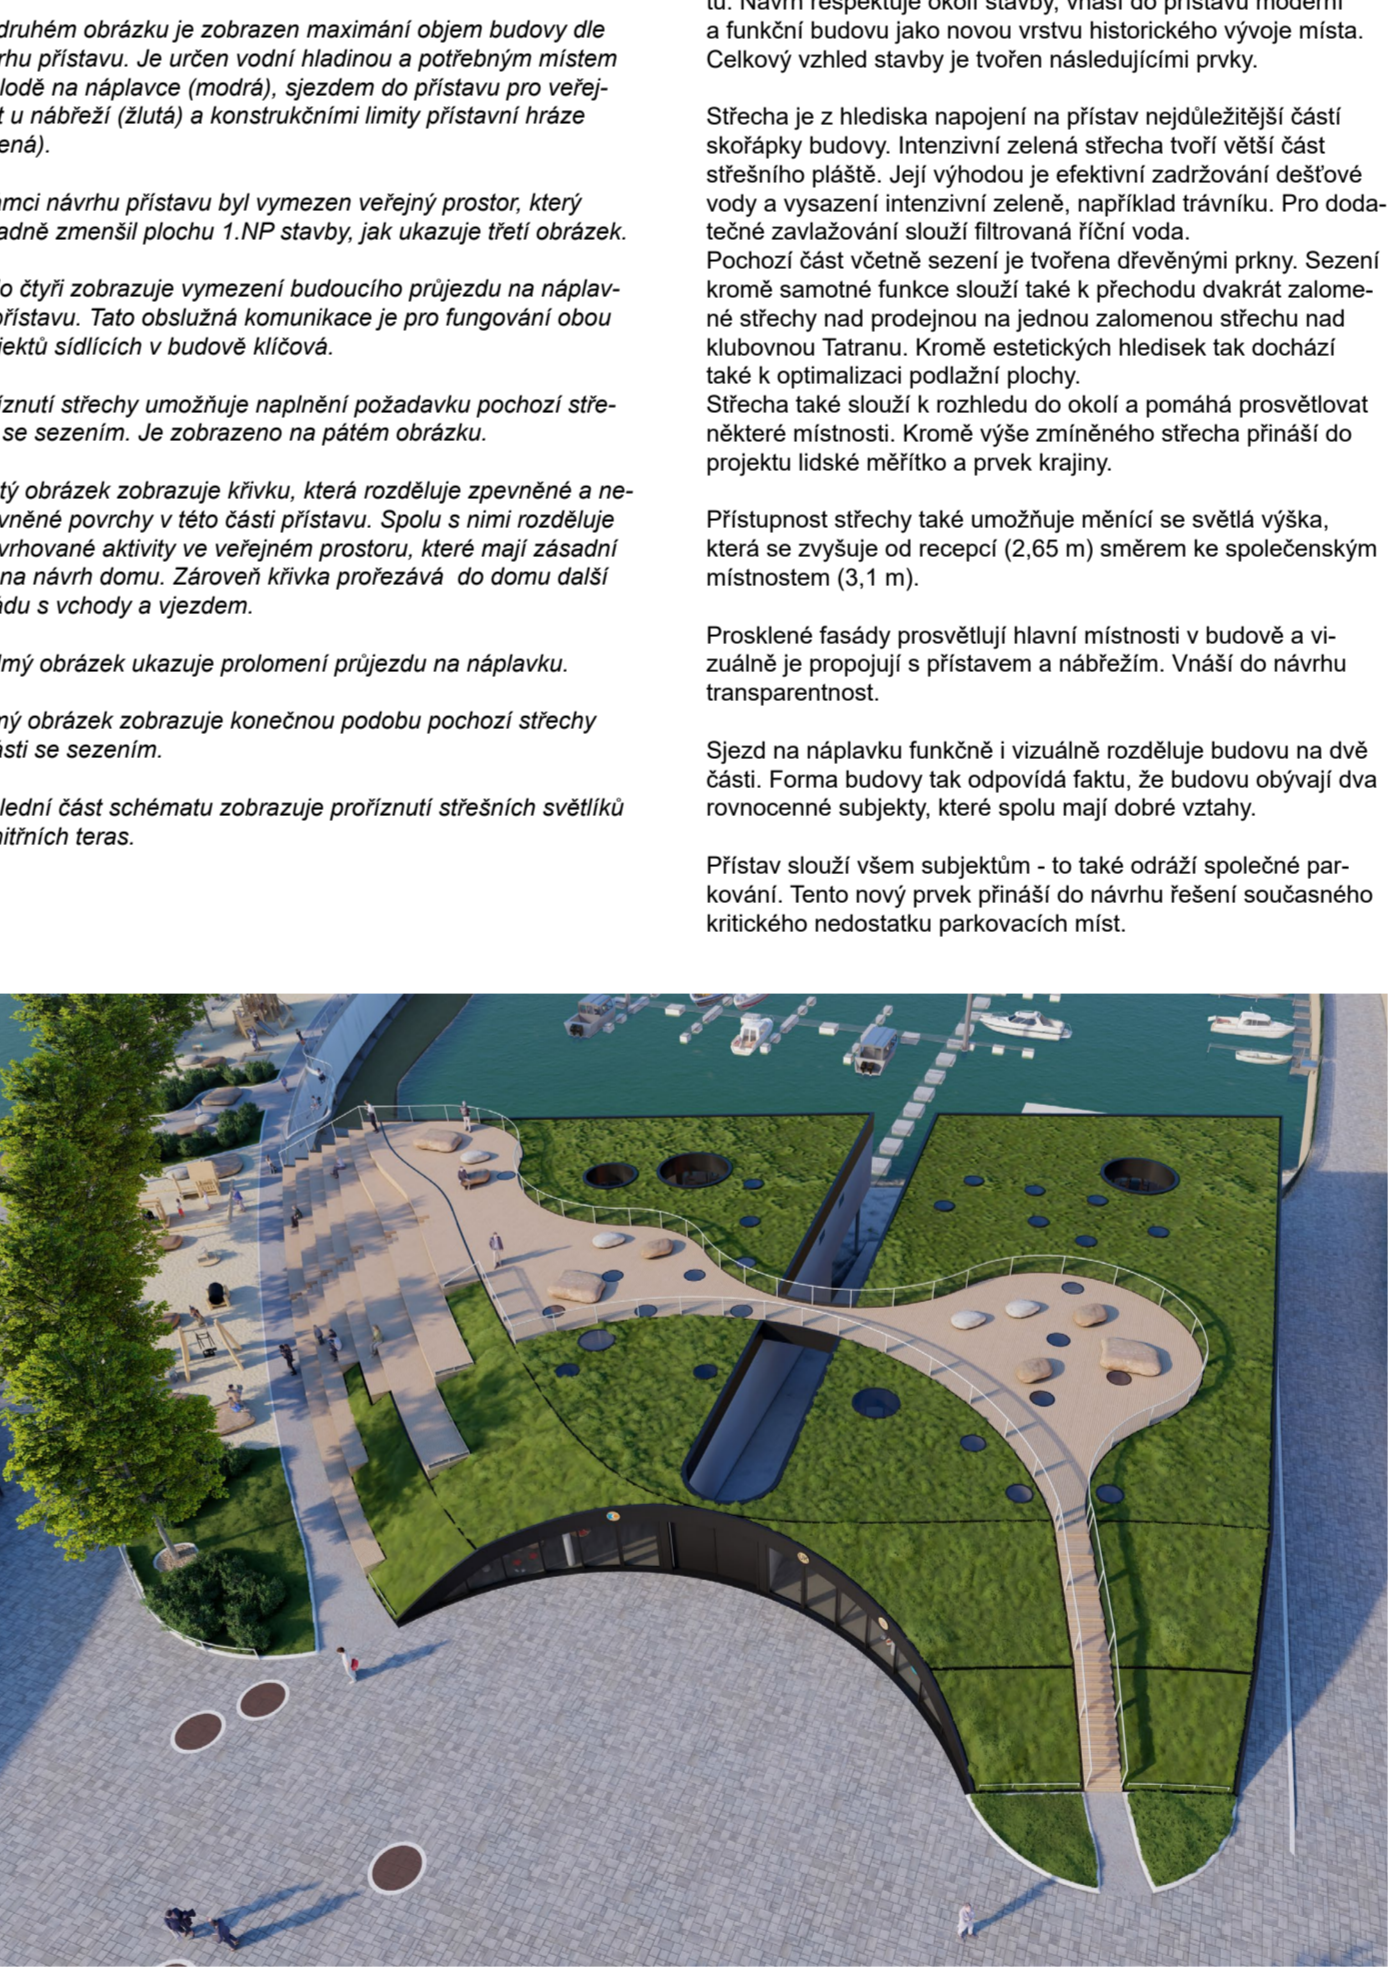 druhém obrázku je zobrazen maximání objem budovy dle
rhu přístavu. Je určen vodní hladinou a potřebným místem
lodě na náplavce (modrá), sjezdem do přístavu pro veřej-
t u nábřeží (žlutá) a konstrukčními limity přístavní hráze
ená).

amci návrhu přístavu byl vymezen veřejný prostor, který
adně zmenšil plochu 1.NP stavby, jak ukazuje třetí obrázek.

o čtyři zobrazuje vymezení budoucího průjezdu na náplav-
přístavu. Tato obslužná komunikace je pro fungování obou
jektů sídlících v budově klíčová.

íznutí střechy umožňuje naplnění požadavku pochozí stře-
se sezením. Je zobrazeno na pátém obrázku.

tý obrázek zobrazuje křivku, která rozděluje zpevněné a ne-
vněné povrchy v této části přístavu. Spolu s nimi rozděluje
vrhované aktivity ve veřejném prostoru, které mají zásadní
na návrh domu. Zároveň křivka prořezává  do domu další
ádu s vchody a vjezdem.

lmý obrázek ukazuje prolomení průjezdu na náplavku.

mý obrázek zobrazuje konečnou podobu pochozí střechy
ásti se sezením.

lední část schématu zobrazuje proříznutí střešních světlíků
nitřních teras.

tu. Návrh respektuje okolí stavby, vnáší do přístavu moderní
a funkční budovu jako novou vrstvu historického vývoje místa.
Celkový vzhled stavby je tvořen následujícími prvky.

Střecha je z hlediska napojení na přístav nejdůležitější částí
skořápky budovy. Intenzivní zelená střecha tvoří větší část
střešního pláště. Její výhodou je efektivní zadržování dešťové
vody a vysazení intenzivní zeleně, například trávníku. Pro doda-
tečné zavlažování slouží filtrovaná říční voda.
Pochozí část včetně sezení je tvořena dřevěnými prkny. Sezení
kromě samotné funkce slouží také k přechodu dvakrát zalome-
né střechy nad prodejnou na jednou zalomenou střechu nad
klubovnou Tatranu. Kromě estetických hledisek tak dochází
také k optimalizaci podlažní plochy.
Střecha také slouží k rozhledu do okolí a pomáhá prosvětlovat
některé místnosti. Kromě výše zmíněného střecha přináší do
projektu lidské měřítko a prvek krajiny.

Přístupnost střechy také umožňuje měnící se světlá výška,
která se zvyšuje od recepcí (2,65 m) směrem ke společenským
místnostem (3,1 m).

Prosklené fasády prosvětlují hlavní místnosti v budově a vi-
zuálně je propojují s přístavem a nábřežím. Vnáší do návrhu
transparentnost.

Sjezd na náplavku funkčně i vizuálně rozděluje budovu na dvě
části. Forma budovy tak odpovídá faktu, že budovu obývají dva
rovnocenné subjekty, které spolu mají dobré vztahy.

Přístav slouží všem subjektům - to také odráží společné par-
kování. Tento nový prvek přináší do návrhu řešení současného
kritického nedostatku parkovacích míst.